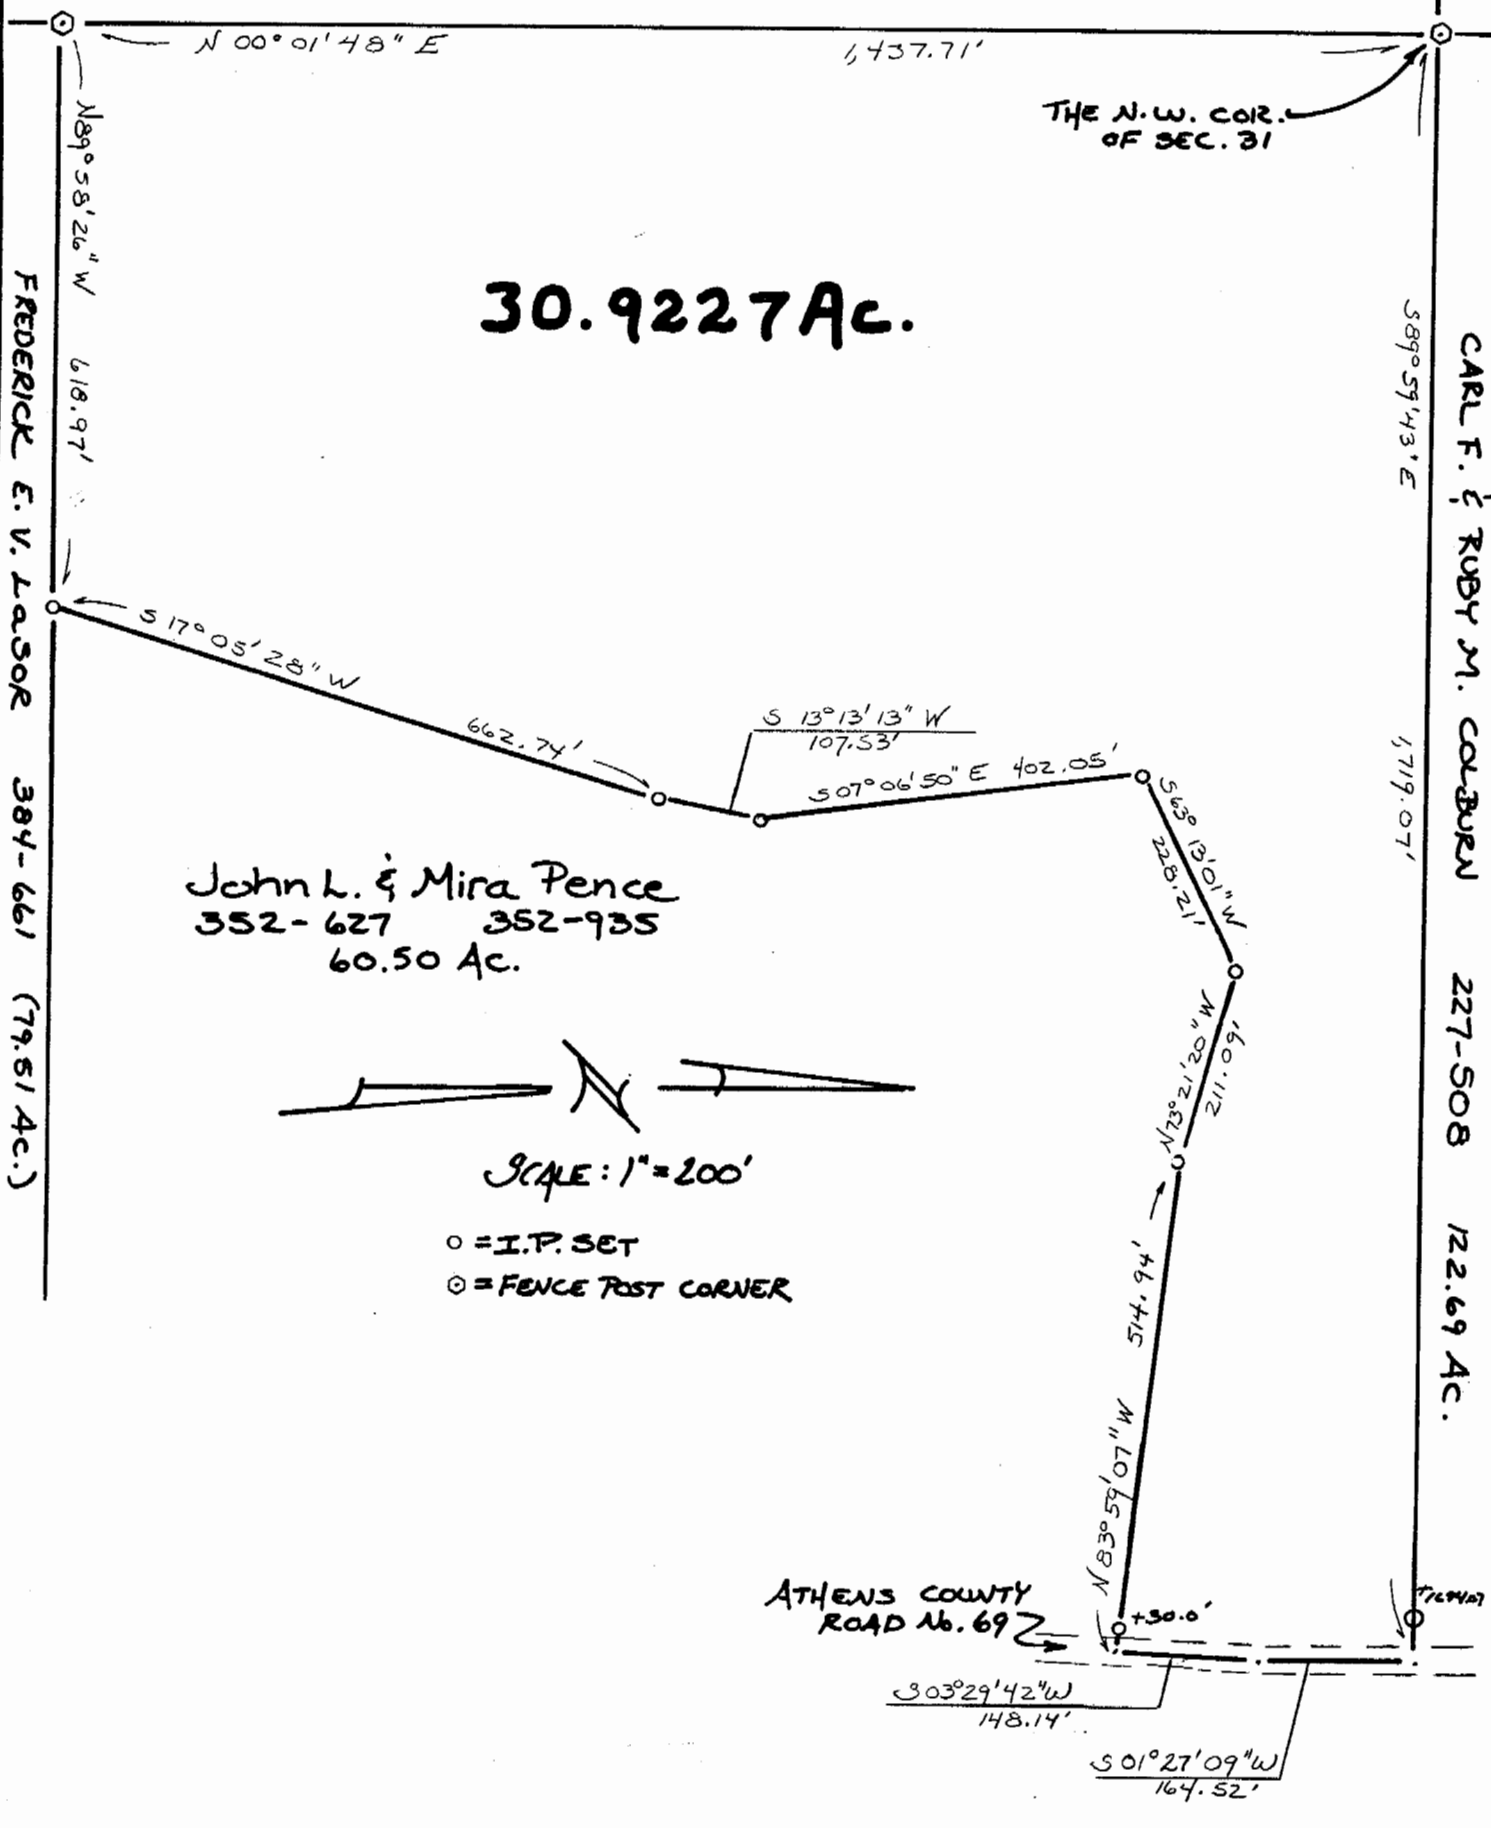 N 00° 01' 48" E
1,437.71'
THE N.W. COR.
OF SEC. 31
N89° 58' 26" W 618.97'
30.9227 Ac.
FREDERICK E. V. LaSOR 384-661 (79.51 Ac.)
S89° 59' 43" E
1,719.07'
CARL F. & RUBY M. COLBURN 227-508 122.69 Ac.
S 17° 05' 28" W
662.74'
S 13° 13' 13" W
107.53'
S07° 06' 50" E 402.05'
S63° 13' 01" W
228.21'
John L. & Mira Pence
352-627 352-935
60.50 Ac.
N73° 21' 20" W
211.09'
N
SCALE: 1" = 200'
○ = I.P. SET
= FENCE POST CORNER
514.94'
N 83° 59' 07" W
ATHENS COUNTY
ROAD No. 69
+30.0'
S 03° 29' 42" W
148.14'
S 01° 27' 09" W
164.52'